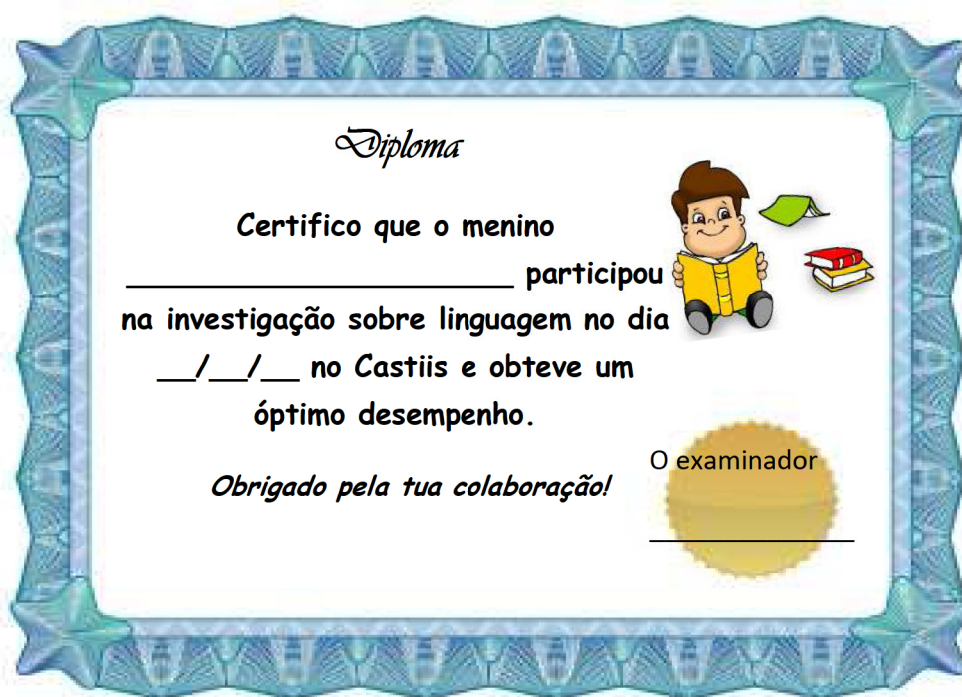 Diploma
Certifico que o menino
______________________ participou
na investigação sobre linguagem no dia
__/__/__ no Castiis e obteve um
óptimo desempenho.
O examinador
Obrigado pela tua colaboração!
_______________